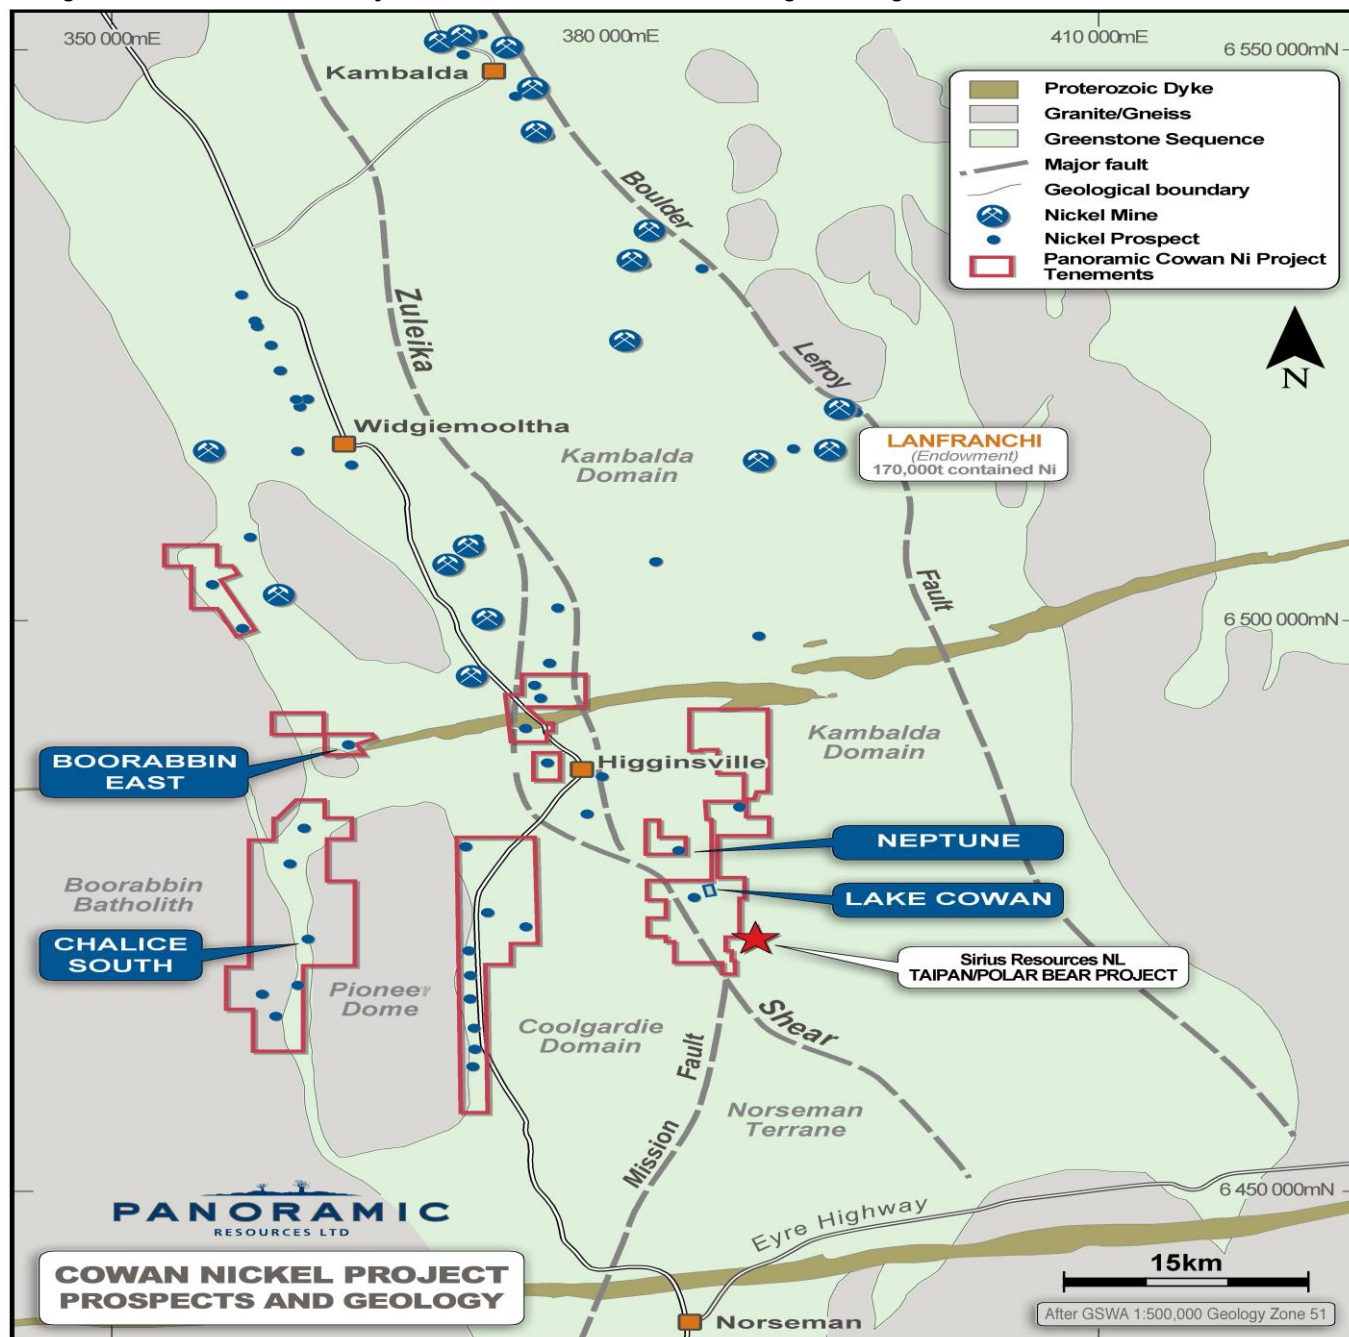 350 000mE
380 000mE
410 000mE
6 550 000mN
Kambalda
Proterozoic Dyke
Granite/Gneiss
Greenstone Sequence
Major fault
Geological boundary
Nickel Mine
Nickel Prospect
Panoramic Cowan Ni Project
Tenements
Boulder
Zuleika
Lefroy
N
Widgiemooltha
Kambalda
Domain
LANFRANCHI
(Endowment)
170,000t contained Ni
Fault
6 500 000mN
BOORABBIN
EAST
Higginsville
Kambalda
Domain
NEPTUNE
LAKE COWAN
Boorabbin
Batholith
CHALICE
SOUTH
Sirius Resources NL
TAIPAN/POLAR BEAR PROJECT
Pioneer
Dome
Coolgardie
Domain
Shear
Fault
Norseman
Terrane
Mission
6 450 000mN
PANORAMIC
RESOURCES LTD
Eyre Highway
COWAN NICKEL PROJECT
PROSPECTS AND GEOLOGY
15km
After GSWA 1:500,000 Geology Zone 51
Norseman